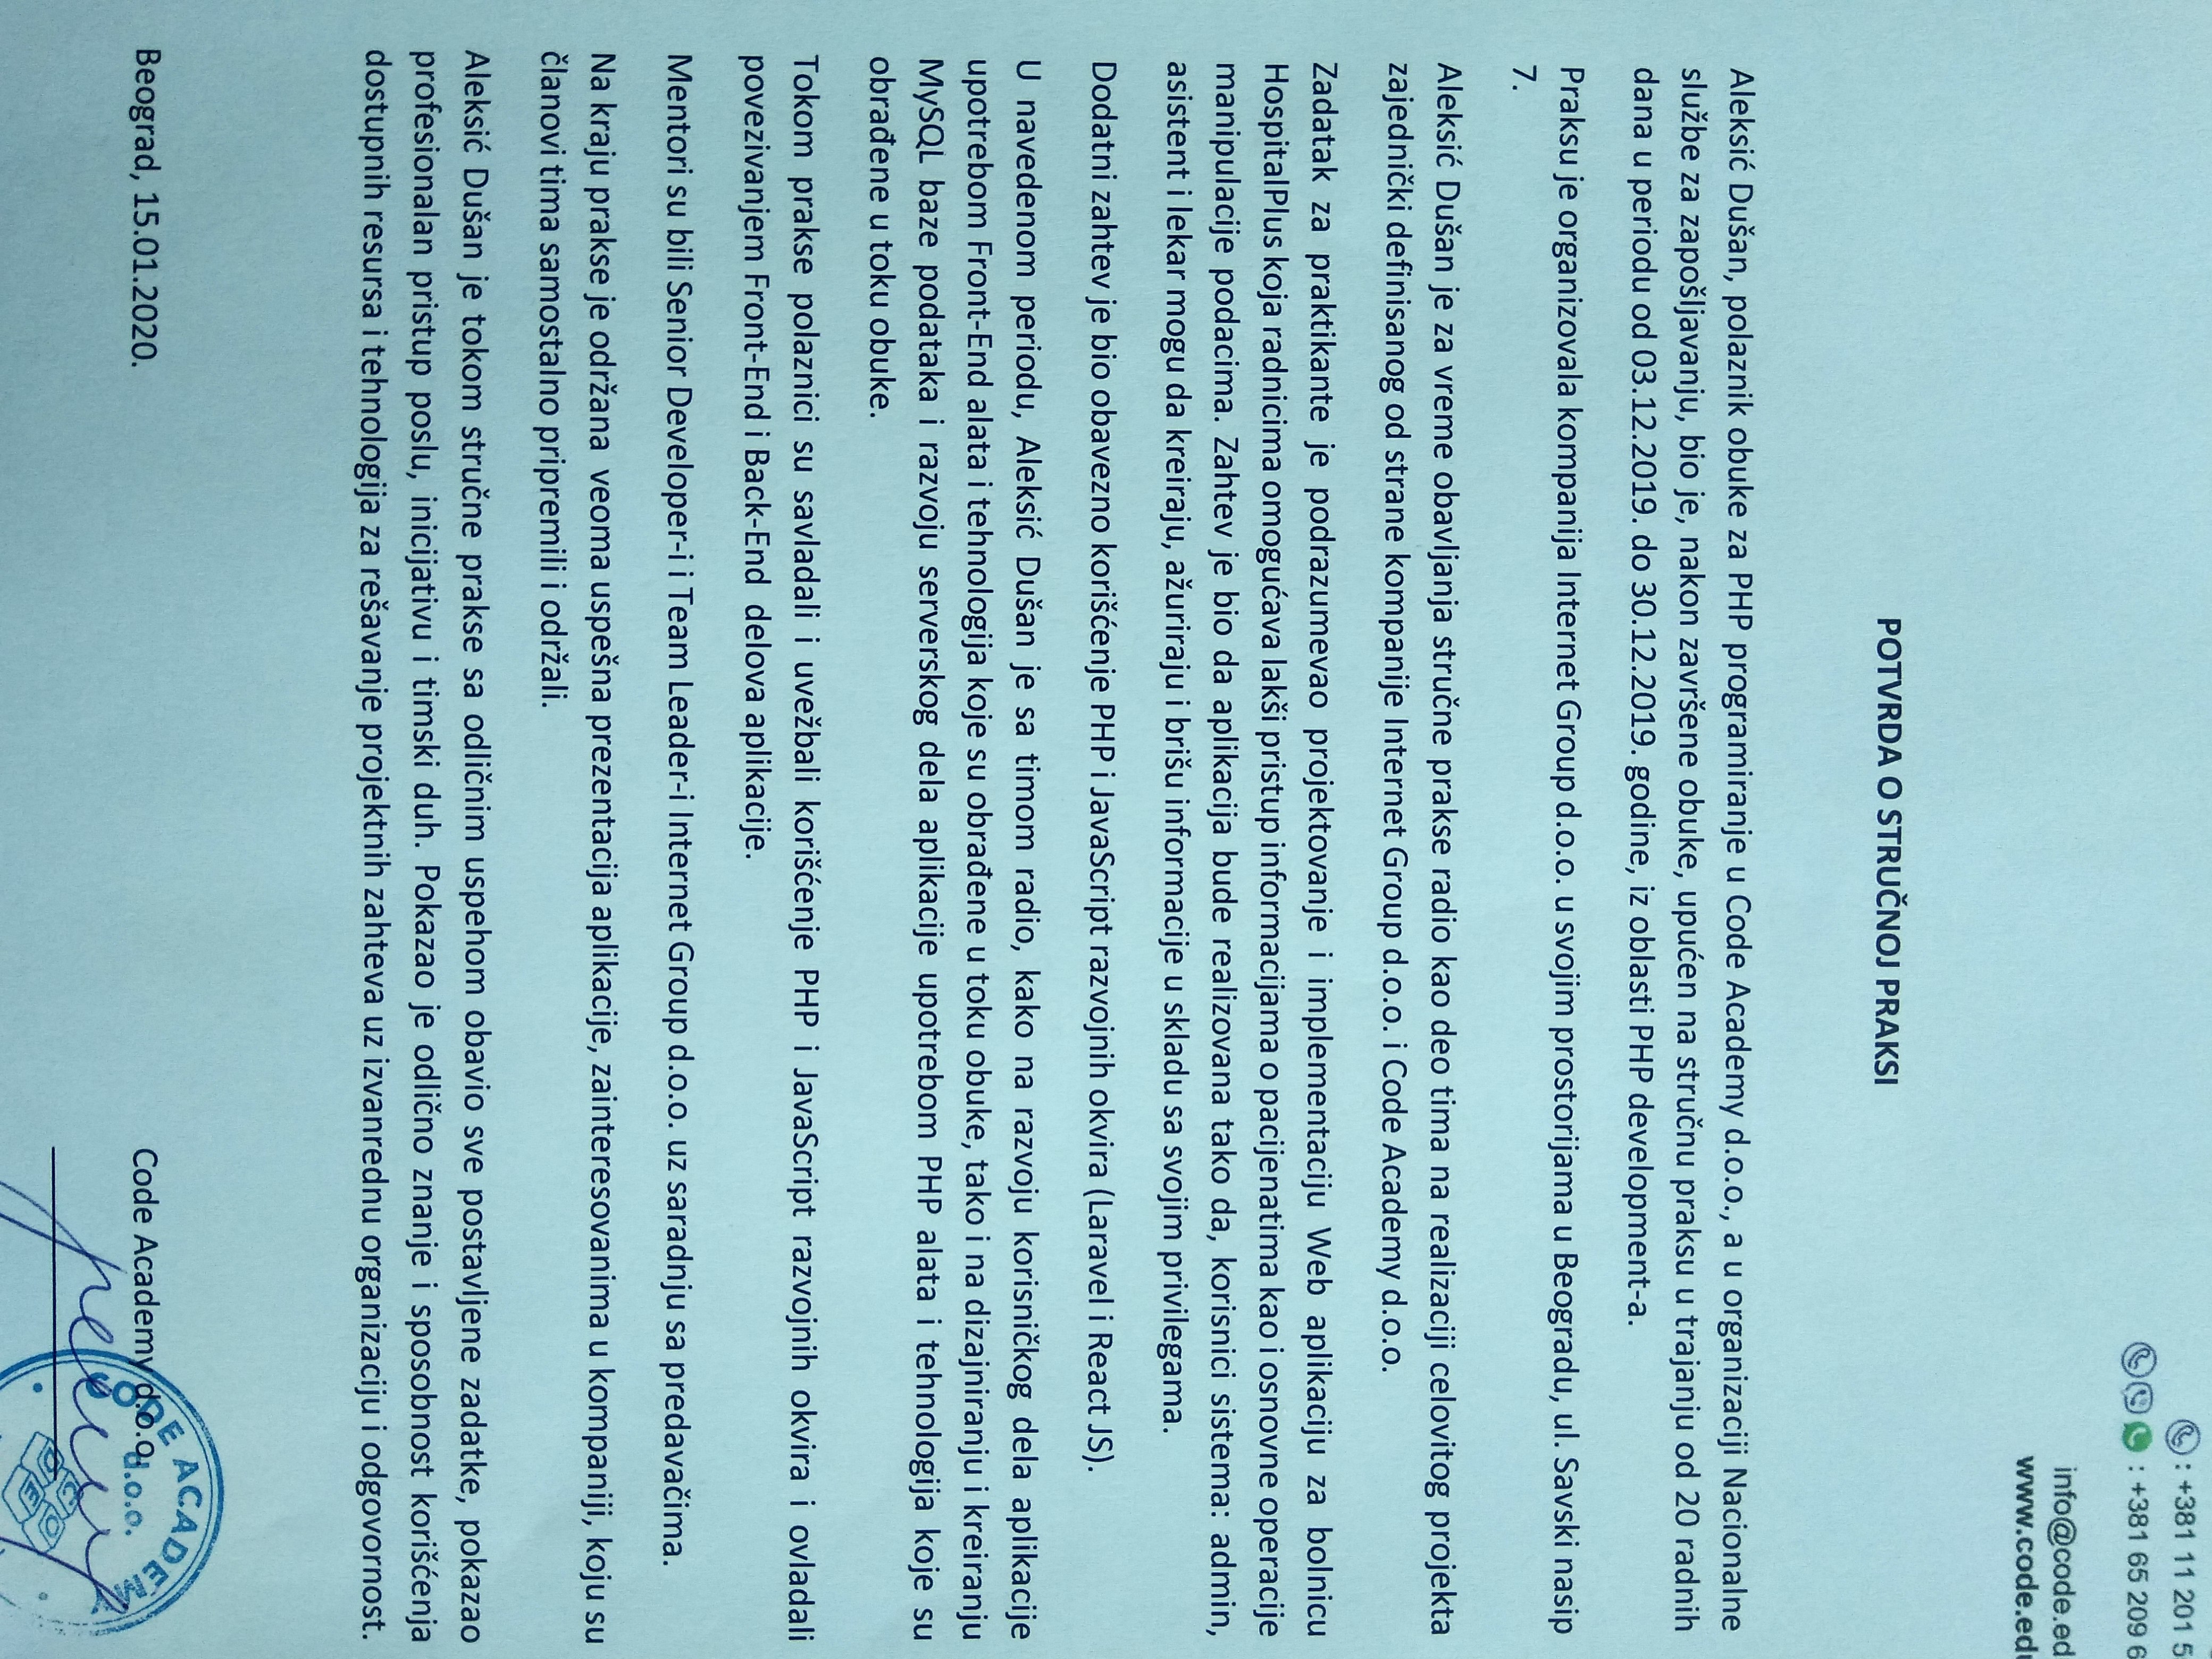 : +381 11 201 5
: +381 65 209 6
info@code.ed
www.code.edu
POTVRDA O STRUČNOJ PRAKSI
Aleksić Dušan, polaznik obuke za PHP programiranje u Code Academy d.o.o., a u organizaciji Nacionalne
službe za zapošljavanju, bio je, nakon završene obuke, upućen na stručnu praksu u trajanju od 20 radnih
dana u periodu od 03.12.2019. do 30.12.2019. godine, iz oblasti PHP development-a.
Praksu je organizovala kompanija Internet Group d.o.o. u svojim prostorijama u Beogradu, ul. Savski nasip
7.
Aleksić Dušan je za vreme obavljanja stručne prakse radio kao deo tima na realizaciji celovitog projekta
zajednički definisanog od strane kompanije Internet Group d.o.o. i Code Academy d.o.o.
Zadatak za praktikante je podrazumevao projektovanje i implementaciju Web aplikaciju za bolnicu
HospitalPlus koja radnicima omogućava lakši pristup informacijama o pacijenatima kao i osnovne operacije
manipulacije podacima. Zahtev je bio da aplikacija bude realizovana tako da, korisnici sistema: admin,
asistent i lekar mogu da kreiraju, ažuriraju i brišu informacije u skladu sa svojim privilegama.
Dodatni zahtev je bio obavezno korišćenje PHP i JavaScript razvojnih okvira (Laravel i React JS).
U navedenom periodu, Aleksić Dušan je sa timom radio, kako na razvoju korisničkog dela aplikacije
upotrebom Front-End alata i tehnologija koje su obrađene u toku obuke, tako i na dizajniranju i kreiranju
MySQL baze podataka i razvoju serverskog dela aplikacije upotrebom PHP alata i tehnologija koje su
obrađene u toku obuke.
Tokom prakse polaznici su savladali i uvežbali korišćenje PHP i JavaScript razvojnih okvira i ovladali
povezivanjem Front-End i Back-End delova aplikacije.
Mentori su bili Senior Developer-i i Team Leader-i Internet Group d.o.o. uz saradnju sa predavačima.
Na kraju prakse je održana veoma uspešna prezentacija aplikacije, zainteresovanima u kompaniji, koju su
članovi tima samostalno pripremili i održali.
Aleksić Dušan je tokom stručne prakse sa odličnim uspehom obavio sve postavljene zadatke, pokazao
profesionalan pristup poslu, inicijativu i timski duh. Pokazao je odlično znanje i sposobnost korišćenja
dostupnih resursa i tehnologija za rešavanje projektnih zahteva uz izvanrednu organizaciju i odgovornost.
Beograd, 15.01.2020.
Code Academy d.o.o.
CODE ACADEMY
d.o.o.
CODE